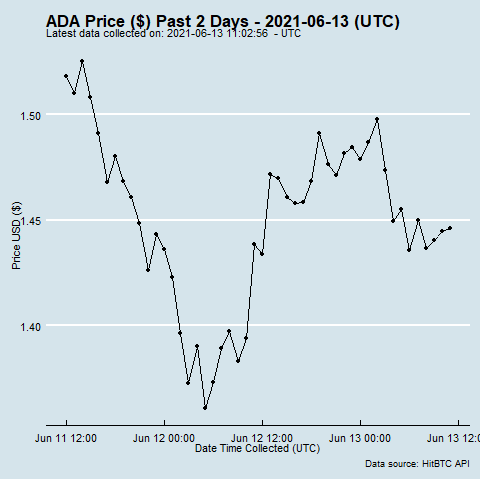 ADA Price ($) Past 2 Days - 2021-06-13 (UTC)
Latest data collected on: 2021-06-13 11:02:56 - UTC
1.50
1.45
1.40
Price USD ($)
Jun 11 12:00 Jun 12 00:00 Jun 12 12:00 Jun 13 00:00 Jun 13 12:00
Date Time Collected (UTC)
Data source: HitBTC API